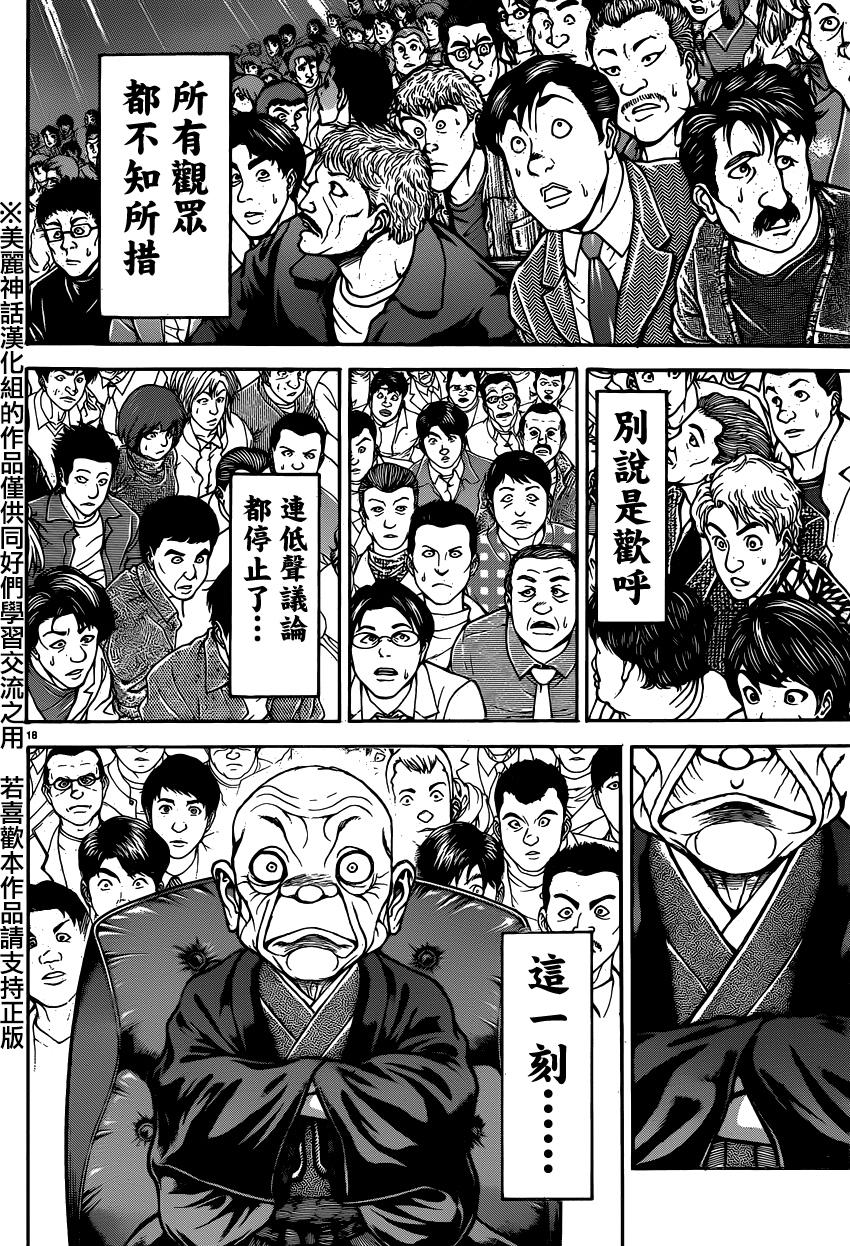 所有觀眾
都不知所措
別說是歡呼
連低聲議論
都停止了…
18
這一刻……
※美麗神話漢化組的作品僅供同好們學習交流之用 若喜歡本作品請支持正版